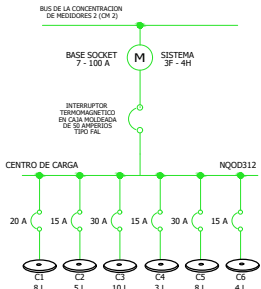 BUS DE LA CONCENTRACION
DE MEDIDORES 2 (CM 2)
BASE SOCKET
7 - 100 A
M
SISTEMA
3F - 4H
INTERRUPTOR
TERMOMAGNETICO
EN CAJA MOLDEADA
DE 50 AMPERIOS
TIPO FAL
CENTRO DE CARGA
NQOD312
20 A
15 A
30 A
15 A
30 A
15 A
C1
C2
C3
C4
C5
C6